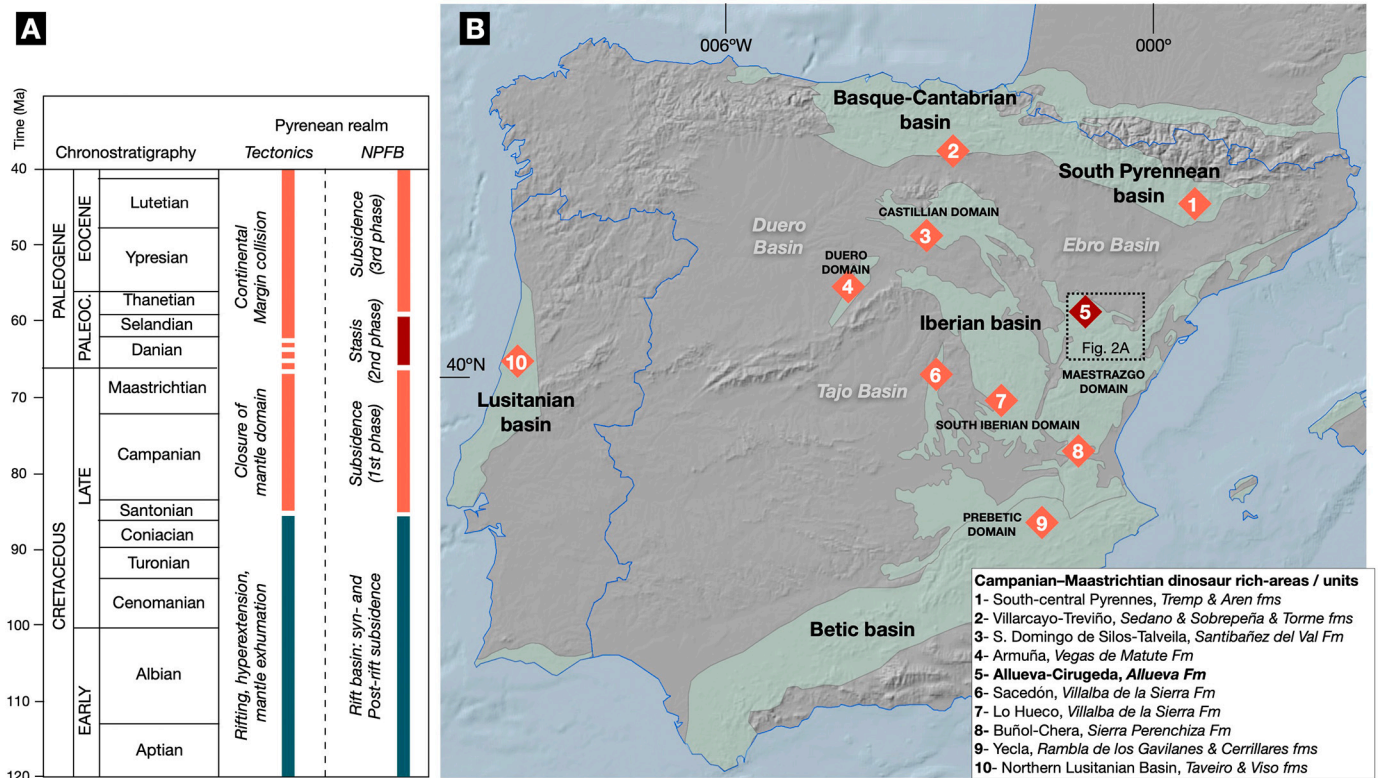 A
Time (Ma)
Pyrenean realm
Chronostratigraphy
Tectonics
NPFB
40
50
60
70
80
90
100
110
120
PALEOGENE
CRETACEOUS
EOCENE
PALEOC.
LATE
EARLY
Lutetian
Ypresian
Thanetian
Selandian
Danian
Maastrichtian
Campanian
Santonian
Coniacian
Turonian
Cenomanian
Albian
Aptian
Continental
Margin collision
Closure of
mantle domain
Rifting, hyperextension,
mantle exhumation
Subsidence
(3rd phase)
Stasis
(2nd phase)
Subsidence
(1st phase)
Rift basin: syn- and
Post-rift subsidence
B
006ºW
000º
40ºN
Basque-Cantabrian
basin
2
South Pyrennean
basin
1
CASTILLIAN DOMAIN
3
Duero
Basin
Ebro Basin
DUERO
DOMAIN
4
Iberian basin
5
Fig. 2A
10
Lusitanian
basin
6
Tajo Basin
MAESTRAZGO
DOMAIN
7
SOUTH IBERIAN DOMAIN
8
PREBETIC
DOMAIN
9
Betic basin
Campanian–Maastrichtian dinosaur rich-areas / units
1- South-central Pyrennes, Tremp & Aren fms
2- Villarcayo-Treviño, Sedano & Sobrepeña & Torme fms
3- S. Domingo de Silos-Talveila, Santibañez del Val Fm
4- Armuña, Vegas de Matute Fm
5- Allueva-Cirugeda, Allueva Fm
6- Sacedón, Villalba de la Sierra Fm
7- Lo Hueco, Villalba de la Sierra Fm
8- Buñol-Chera, Sierra Perenchiza Fm
9- Yecla, Rambla de los Gavilanes & Cerrillares fms
10- Northern Lusitanian Basin, Taveiro & Viso fms